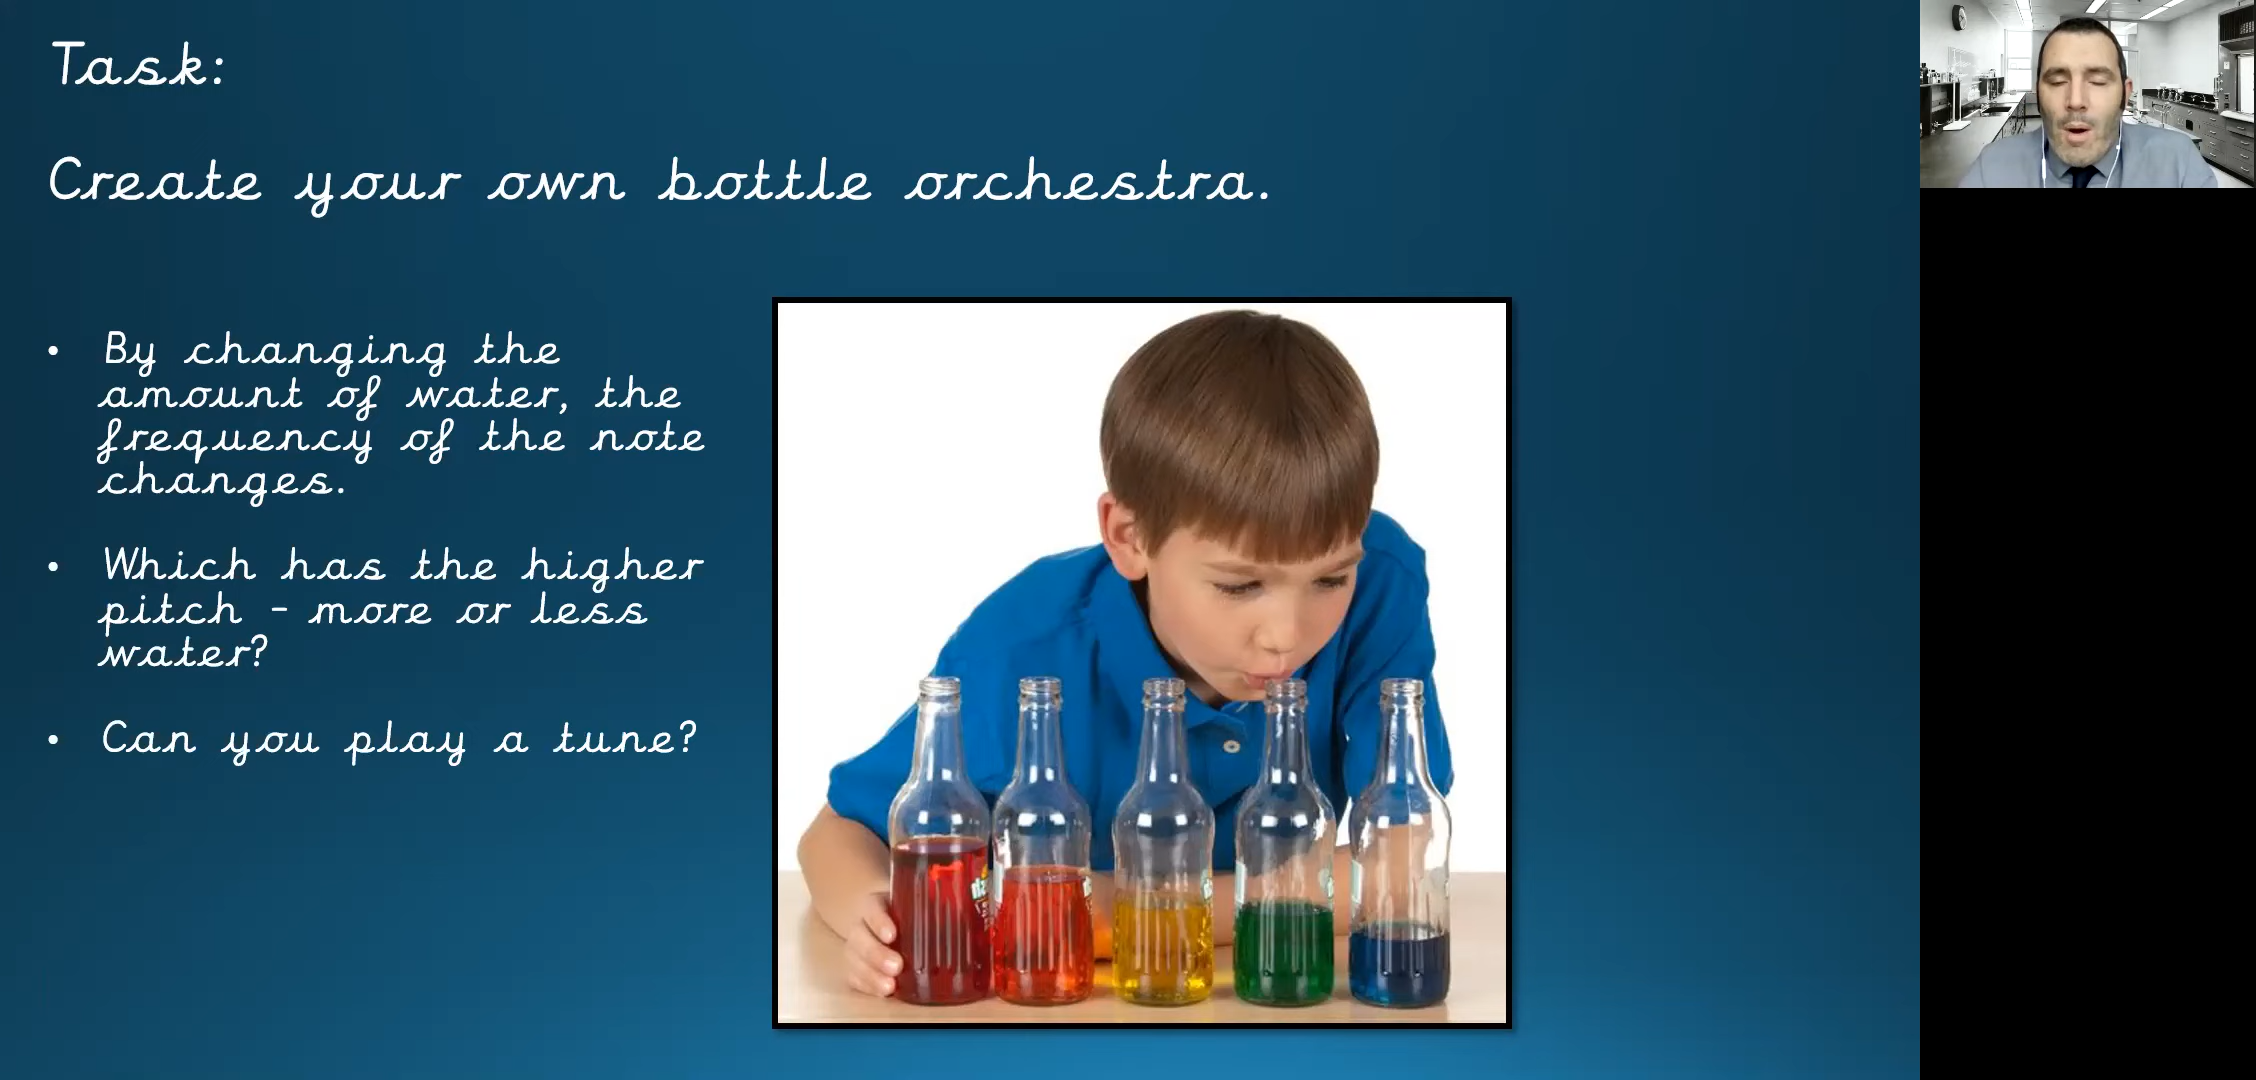 Task:
Create your own bottle orchestra.
• By changing the
amount of water, the
frequency of the note
changes.
• Which has the higher
pitch - more or less
water?
• Can you play a tune?